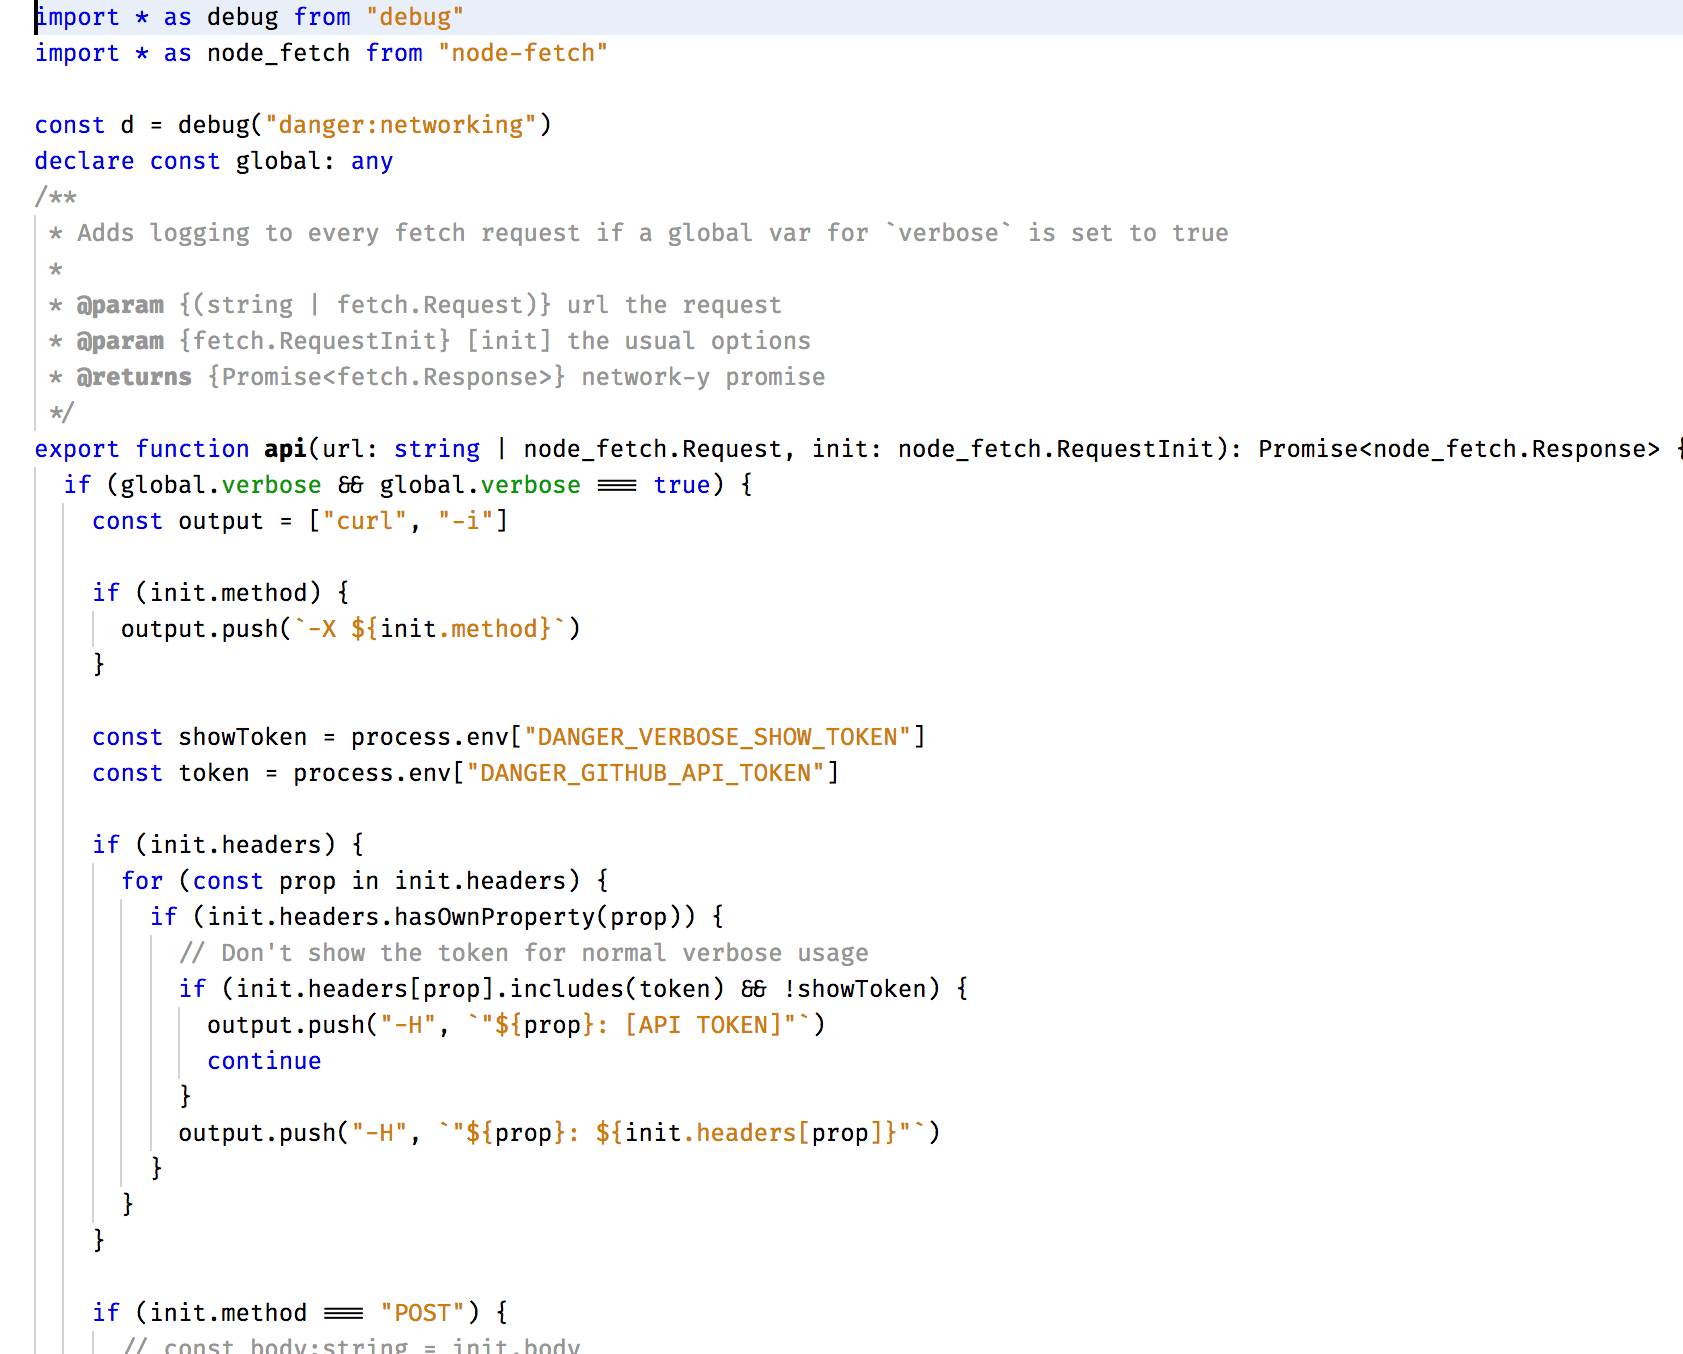 import * as debug from "debug"
import * as node_fetch from "node-fetch"

const d = debug("danger:networking")
declare const global: any
/**
 * Adds logging to every fetch request if a global var for `verbose` is set to true
 *
 * @param {(string | fetch.Request)} url the request
 * @param {fetch.RequestInit} [init] the usual options
 * @returns {Promise<fetch.Response>} network-y promise
 */
export function api(url: string | node_fetch.Request, init: node_fetch.RequestInit): Promise<node_fetch.Response> {
  if (global.verbose && global.verbose === true) {
    const output = ["curl", "-i"]

    if (init.method) {
      output.push(`-X ${init.method}`)
    }

    const showToken = process.env["DANGER_VERBOSE_SHOW_TOKEN"]
    const token = process.env["DANGER_GITHUB_API_TOKEN"]

    if (init.headers) {
      for (const prop in init.headers) {
        if (init.headers.hasOwnProperty(prop)) {
          // Don't show the token for normal verbose usage
          if (init.headers[prop].includes(token) && !showToken) {
            output.push("-H", `"${prop}: [API TOKEN]"`)
            continue
          }
          output.push("-H", `"${prop}: ${init.headers[prop]}"`)
        }
      }
    }

    if (init.method === "POST") {
      // const body:string = init.body